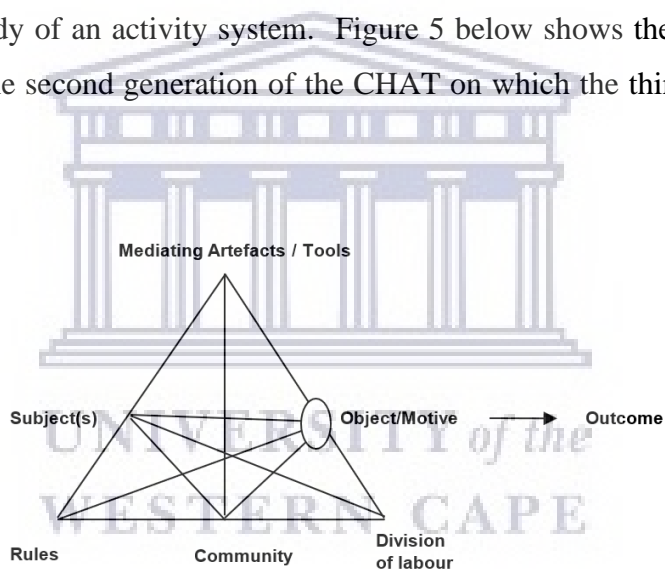 dy of an activity system. Figure 5 below shows the
e second generation of the CHAT on which the thir
Mediating Artefacts / Tools
Subject(s) Object/Motive Outcome
UNIVERSITY of the
WESTERN CAPE
Rules Community Division
of labour